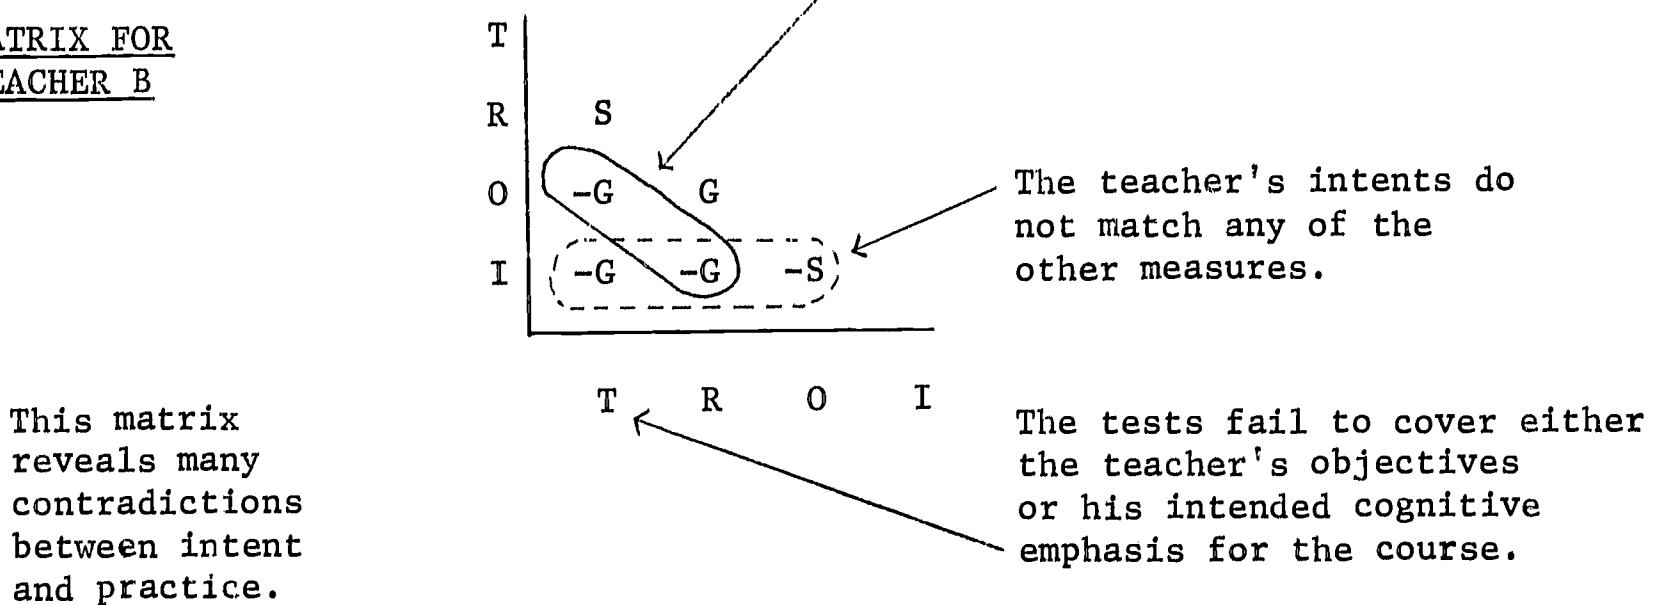 ATRIX FOR
EACHER B
T
R S
O -G G
I -G -G -S
T R O I
The teacher's intents do
not match any of the
other measures.
This matrix
reveals many
contradictions
between intent
and practice.
The tests fail to cover either
the teacher's objectives
or his intended cognitive
emphasis for the course.